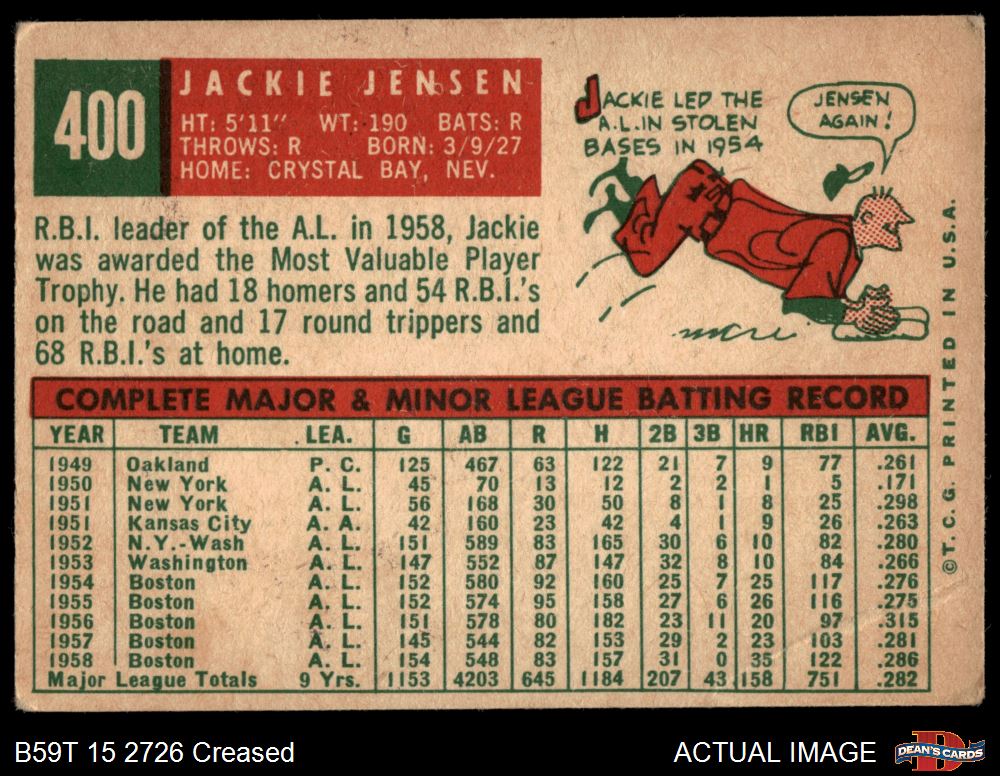 400
JACKIE JENSEN
HT: 5'11" WT: 190 BATS: R
THROWS: R BORN: 3/9/27
HOME: CRYSTAL BAY, NEV.
JACKIE LED THE
A.L. IN STOLEN
BASES IN 1954
JENSEN
AGAIN!
R.B.I. leader of the A.L. in 1958, Jackie
was awarded the Most Valuable Player
Trophy. He had 18 homers and 54 R.B.I.'s
on the road and 17 round trippers and
68 R.B.I.'s at home.
COMPLETE MAJOR & MINOR LEAGUE BATTING RECORD
YEAR TEAM LEA. G AB R H 2B 3B HR RBI AVG.
1949 Oakland P. C. 125 467 63 122 21 7 9 77 .261
1950 New York A. L. 45 70 13 12 2 2 1 5 .171
1951 New York A. L. 56 168 30 50 8 1 8 25 .298
1951 Kansas City A. A. 42 160 23 42 4 1 9 26 .263
1952 N.Y.-Wash A. L. 151 589 83 165 30 6 10 82 .280
1953 Washington A. L. 147 552 87 147 32 8 10 84 .266
1954 Boston A. L. 152 580 92 160 25 7 25 117 .276
1955 Boston A. L. 152 574 95 158 27 6 26 116 .275
1956 Boston A. L. 151 578 80 182 23 11 20 97 .315
1957 Boston A. L. 145 544 82 153 29 2 23 103 .281
1958 Boston A. L. 154 548 83 157 31 0 35 122 .286
Major League Totals 9 Yrs. 1153 4203 645 1184 207 43 158 751 .282
©T.C.G. PRINTED IN U.S.A.
B59T 15 2726 Creased
ACTUAL IMAGE
DEAN'S CARDS